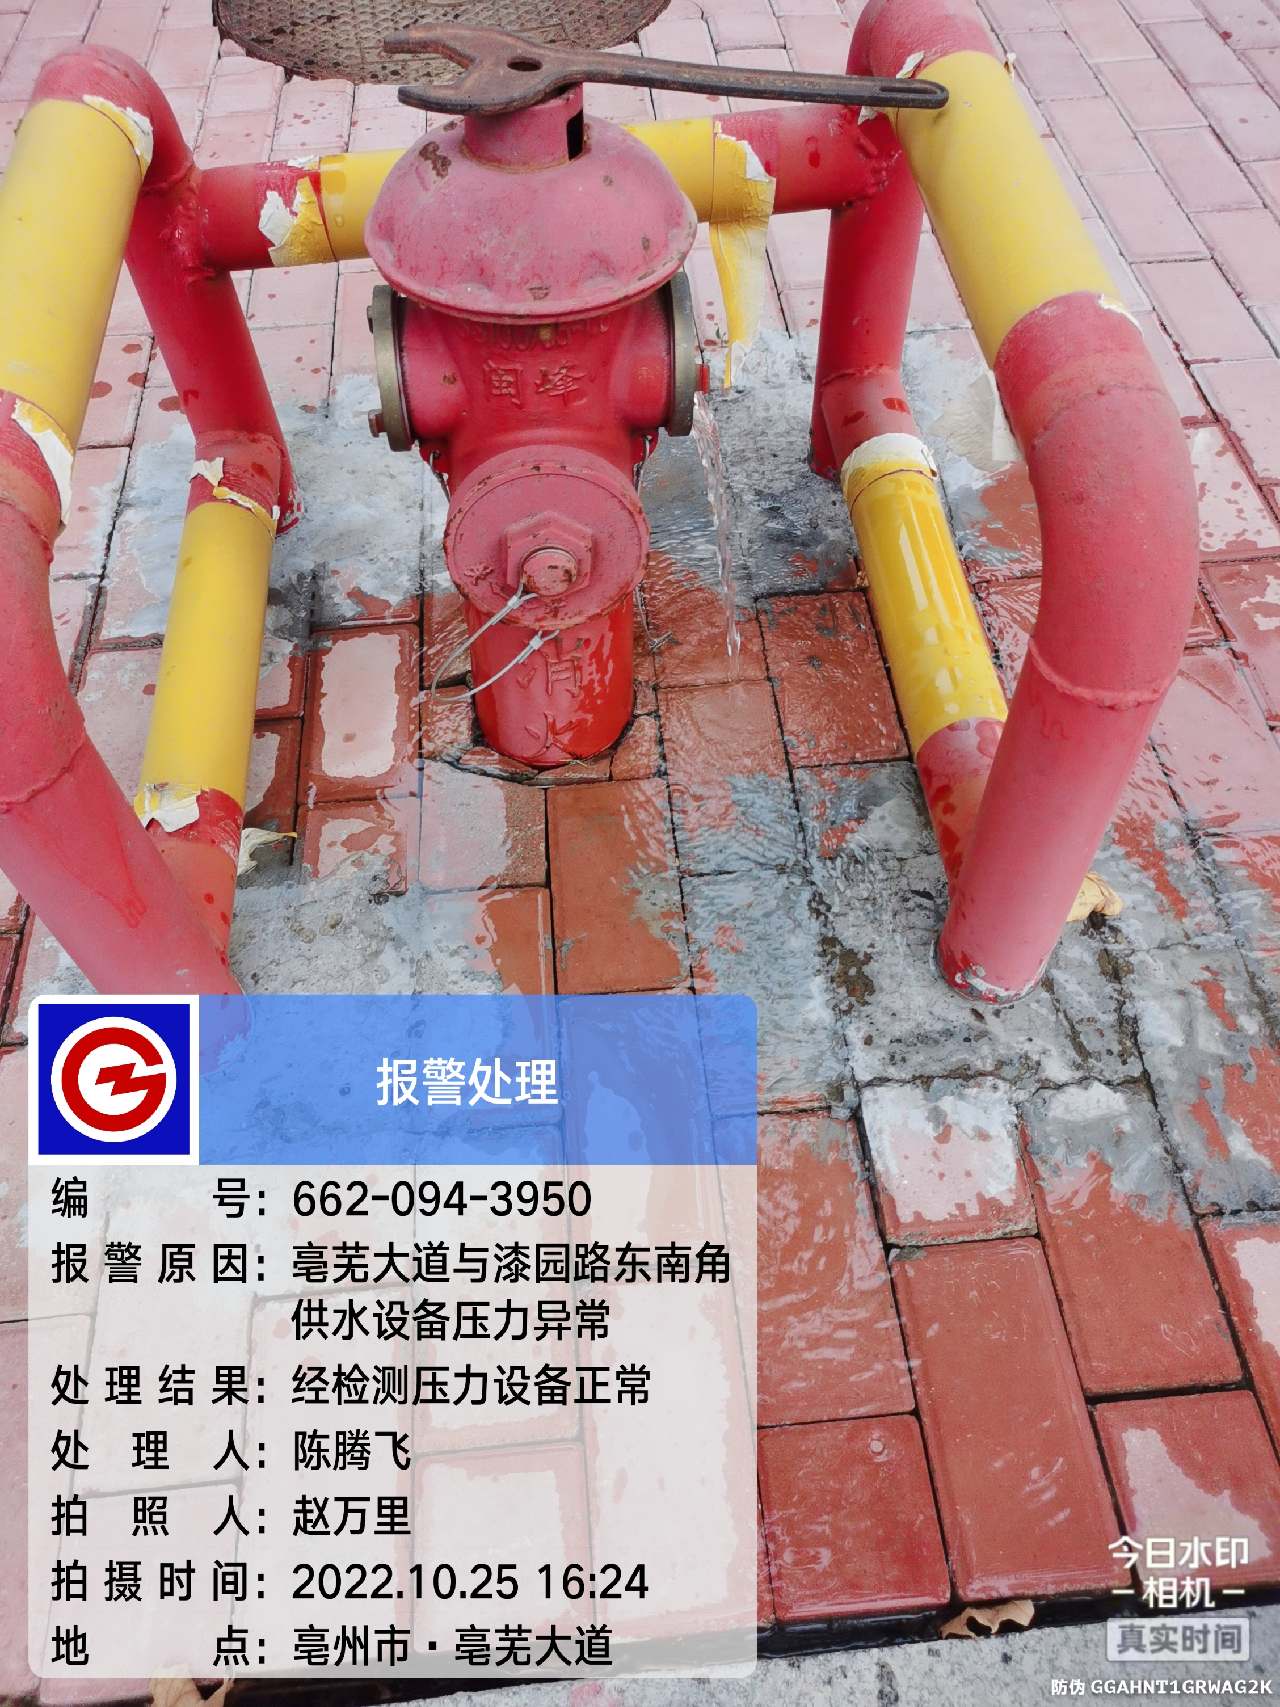 闽峰
消
火
报警处理
编号：662-094-3950
报警原因：亳芜大道与漆园路东南角
供水设备压力异常
处理结果：经检测压力设备正常
处理人：陈腾飞
拍照人：赵万里
拍摄时间：2022.10.25 16:24
地点：亳州市·亳芜大道
今日水印
相机
真实时间
防伪 GGAHNT1GRWAG2K